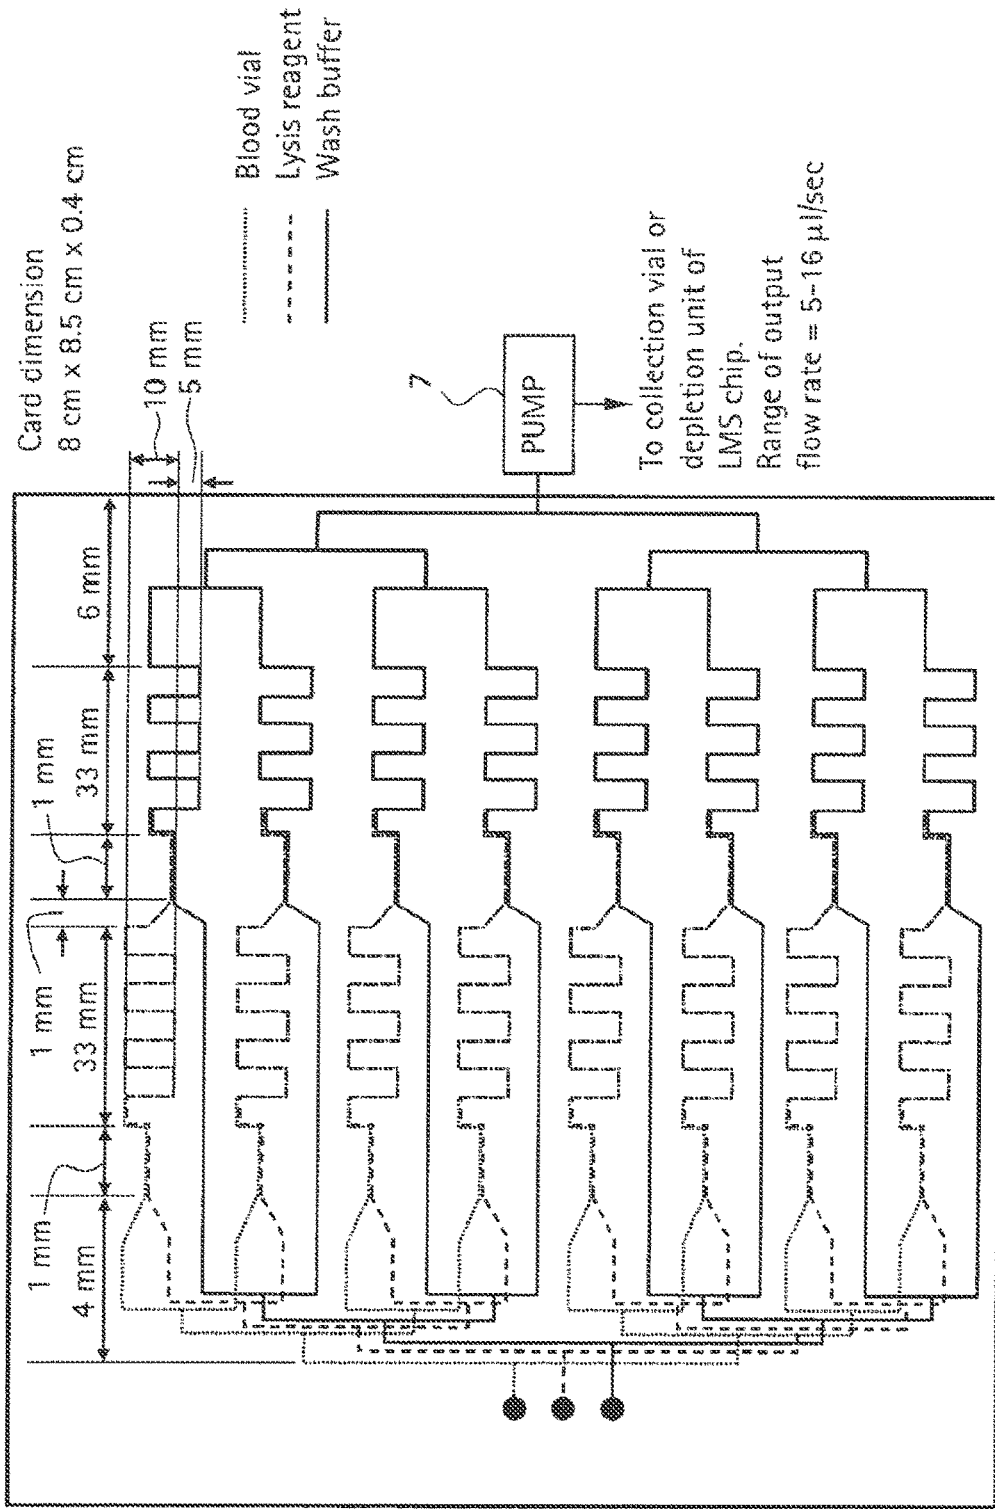 Card dimension
8 cm x 8.5 cm x 0.4 cm
Blood vial
Lysis reagent
Wash buffer
4 mm
1 mm
33 mm
1 mm
1 mm
33 mm
6 mm
10 mm
5 mm
7
PUMP
To collection vial or
depletion unit of
LMS chip.
Range of output
flow rate = 5-16 µl/sec